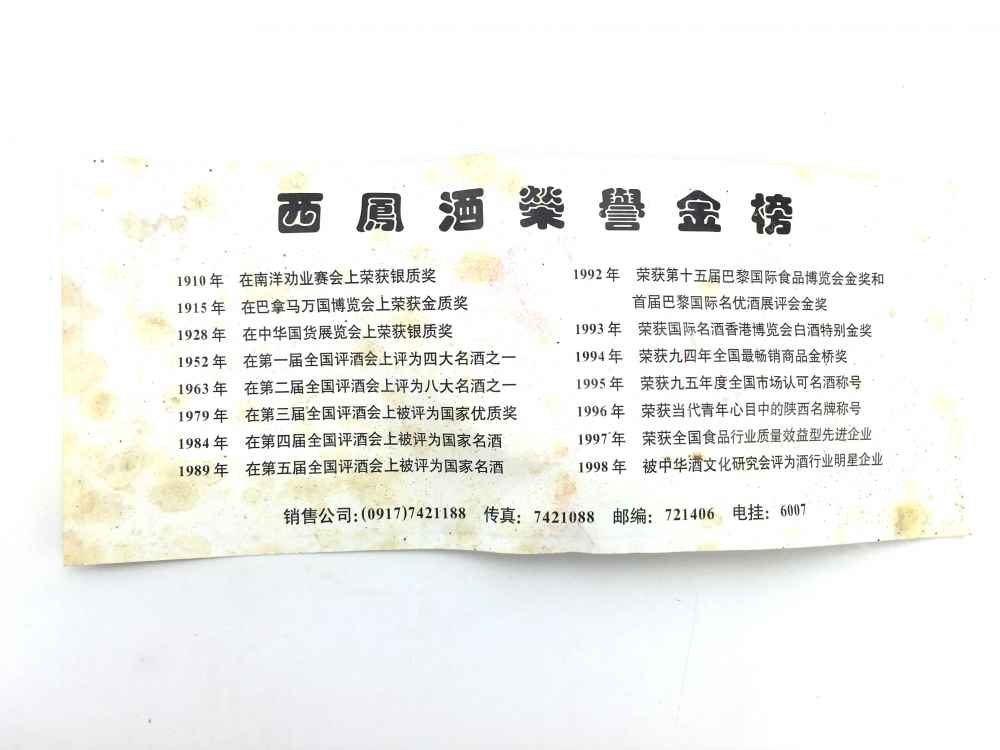 西鳳酒榮譽金榜
1910 年 在南洋劝业赛会上荣获银质奖
1915 年 在巴拿马万国博览会上荣获金质奖
1928 年 在中华国货展览会上荣获银质奖
1952 年 在第一届全国评酒会上评为四大名酒之一
1963 年 在第二届全国评酒会上评为八大名酒之一
1979 年 在第三届全国评酒会上被评为国家优质奖
1984 年 在第四届全国评酒会上被评为国家名酒
1989 年 在第五届全国评酒会上被评为国家名酒
1992 年 荣获第十五届巴黎国际食品博览会金奖和
首届巴黎国际名优酒展评会金奖
1993 年 荣获国际名酒香港博览会白酒特别金奖
1994 年 荣获九四年全国最畅销商品金桥奖
1995 年 荣获九五年度全国市场认可名酒称号
1996 年 荣获当代青年心目中的陕西名牌称号
1997 年 荣获全国食品行业质量效益型先进企业
1998 年 被中华酒文化研究会评为酒行业明星企业
销售公司:(0917)7421188 传真: 7421088 邮编: 721406 电挂: 6007